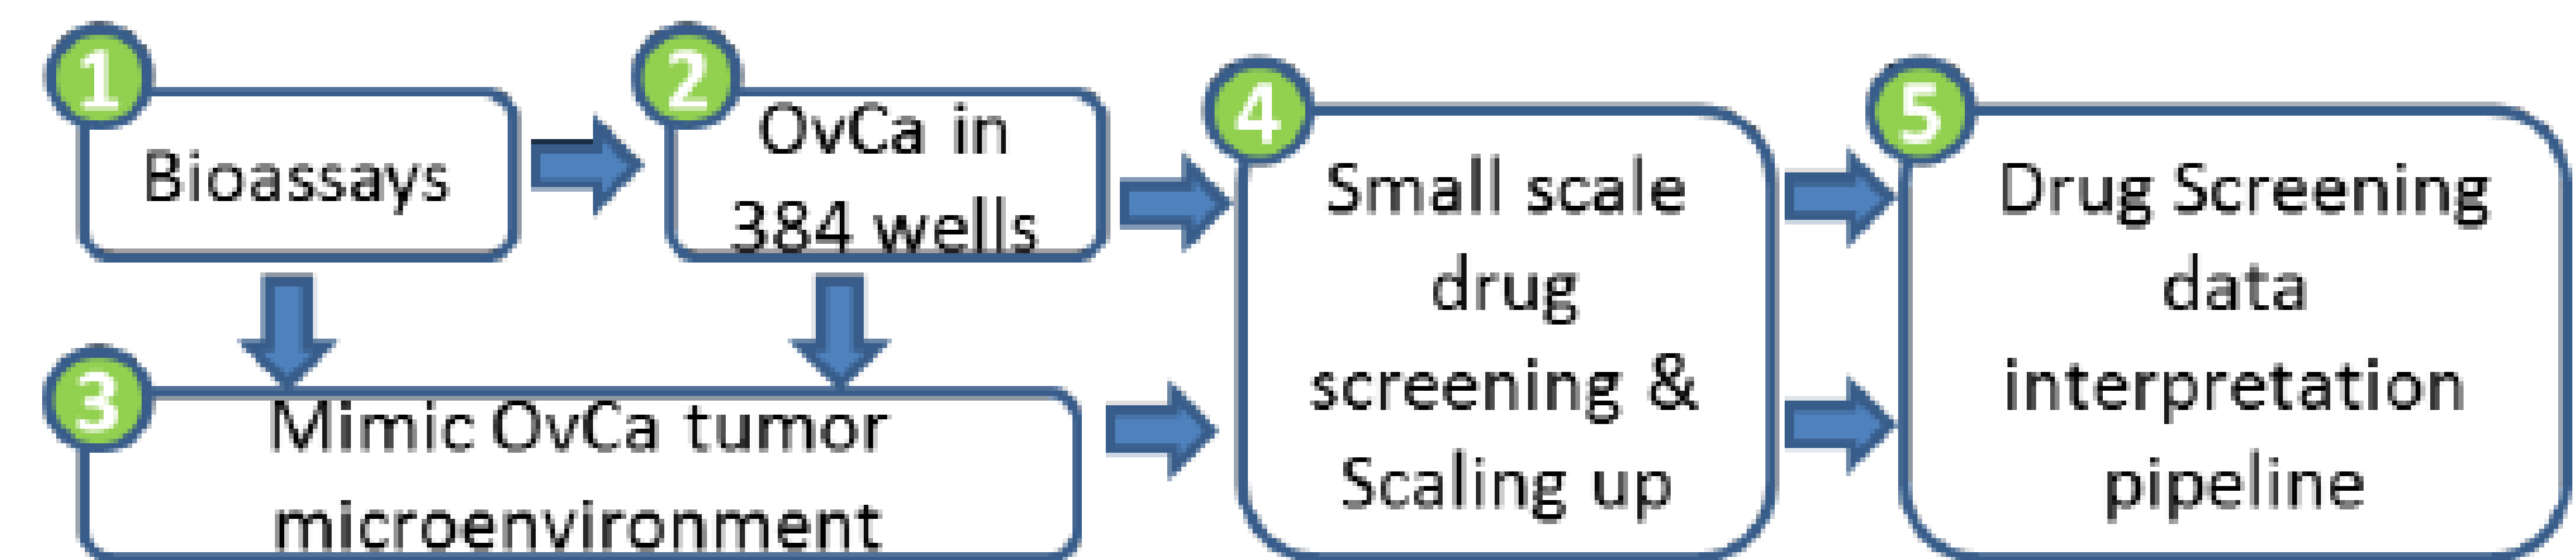 1
Bioassays
2
OvCa in
384 wells
3
Mimic OvCa tumor
microenvironment
4
Small scale
drug
screening &
Scaling up
5
Drug Screening
data
interpretation
pipeline